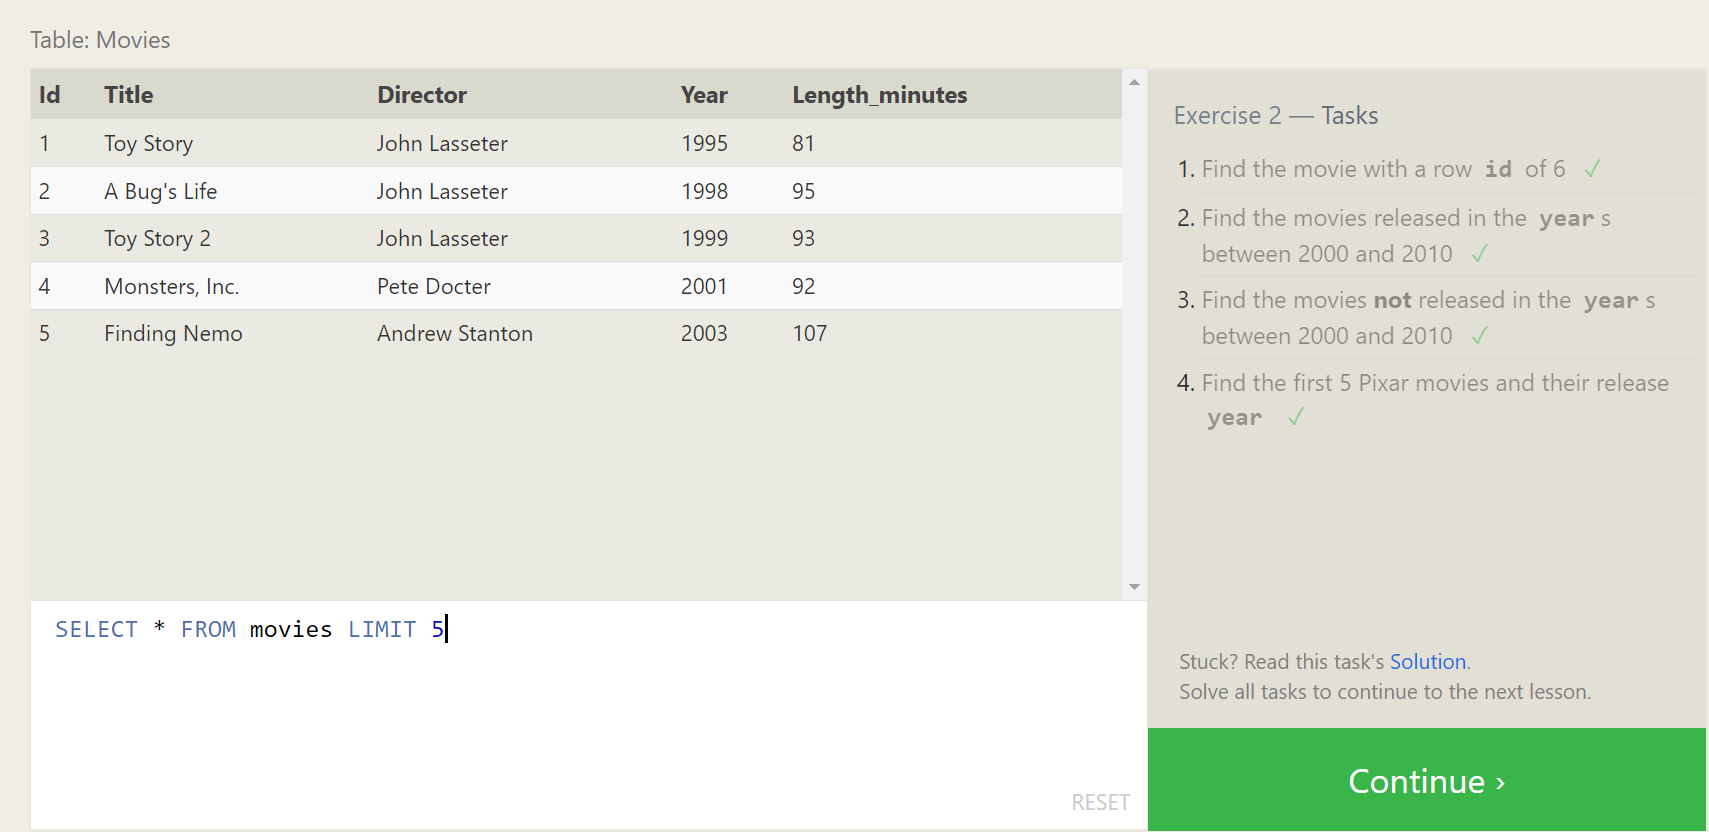 Table: Movies
Id Title Director Year Length_minutes
1 Toy Story John Lasseter 1995 81
2 A Bug's Life John Lasseter 1998 95
3 Toy Story 2 John Lasseter 1999 93
4 Monsters, Inc. Pete Docter 2001 92
5 Finding Nemo Andrew Stanton 2003 107
SELECT * FROM movies LIMIT 5
RESET
Exercise 2 — Tasks
1. Find the movie with a row id of 6 ✓
2. Find the movies released in the year s
between 2000 and 2010 ✓
3. Find the movies not released in the year s
between 2000 and 2010 ✓
4. Find the first 5 Pixar movies and their release
year ✓
Stuck? Read this task's Solution.
Solve all tasks to continue to the next lesson.
Continue ›